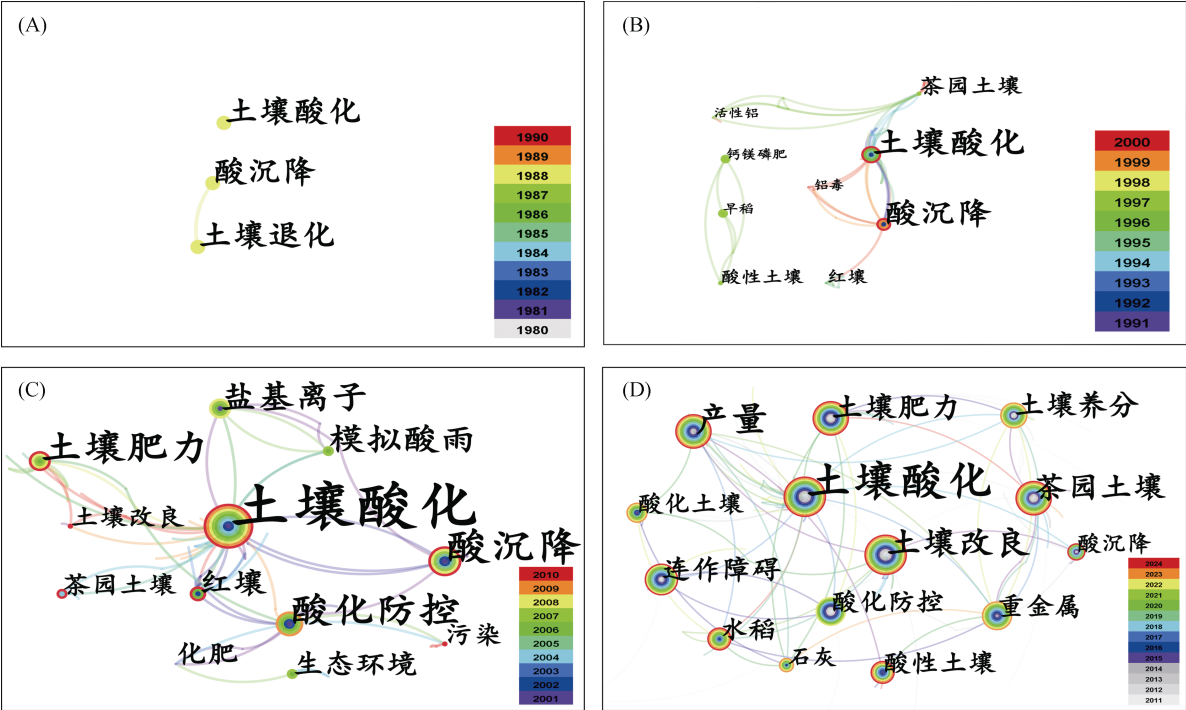 (A)
土壤酸化
酸沉降
土壤退化
1990
1989
1988
1987
1986
1985
1984
1983
1982
1981
1980
(B)
茶园土壤
活性铝
土壤酸化
钙镁磷肥
铝毒
早稻
酸沉降
酸性土壤
红壤
2000
1999
1998
1997
1996
1995
1994
1993
1992
1991
(C)
盐基离子
模拟酸雨
土壤肥力
土壤酸化
土壤改良
酸沉降
茶园土壤
红壤
酸化防控
污染
化肥
生态环境
2010
2009
2008
2007
2006
2005
2004
2003
2002
2001
(D)
产量
土壤肥力
土壤养分
土壤酸化
茶园土壤
酸化土壤
土壤改良
酸沉降
连作障碍
酸化防控
重金属
水稻
石灰
酸性土壤
2024
2023
2022
2021
2020
2019
2018
2017
2016
2015
2014
2013
2012
2011